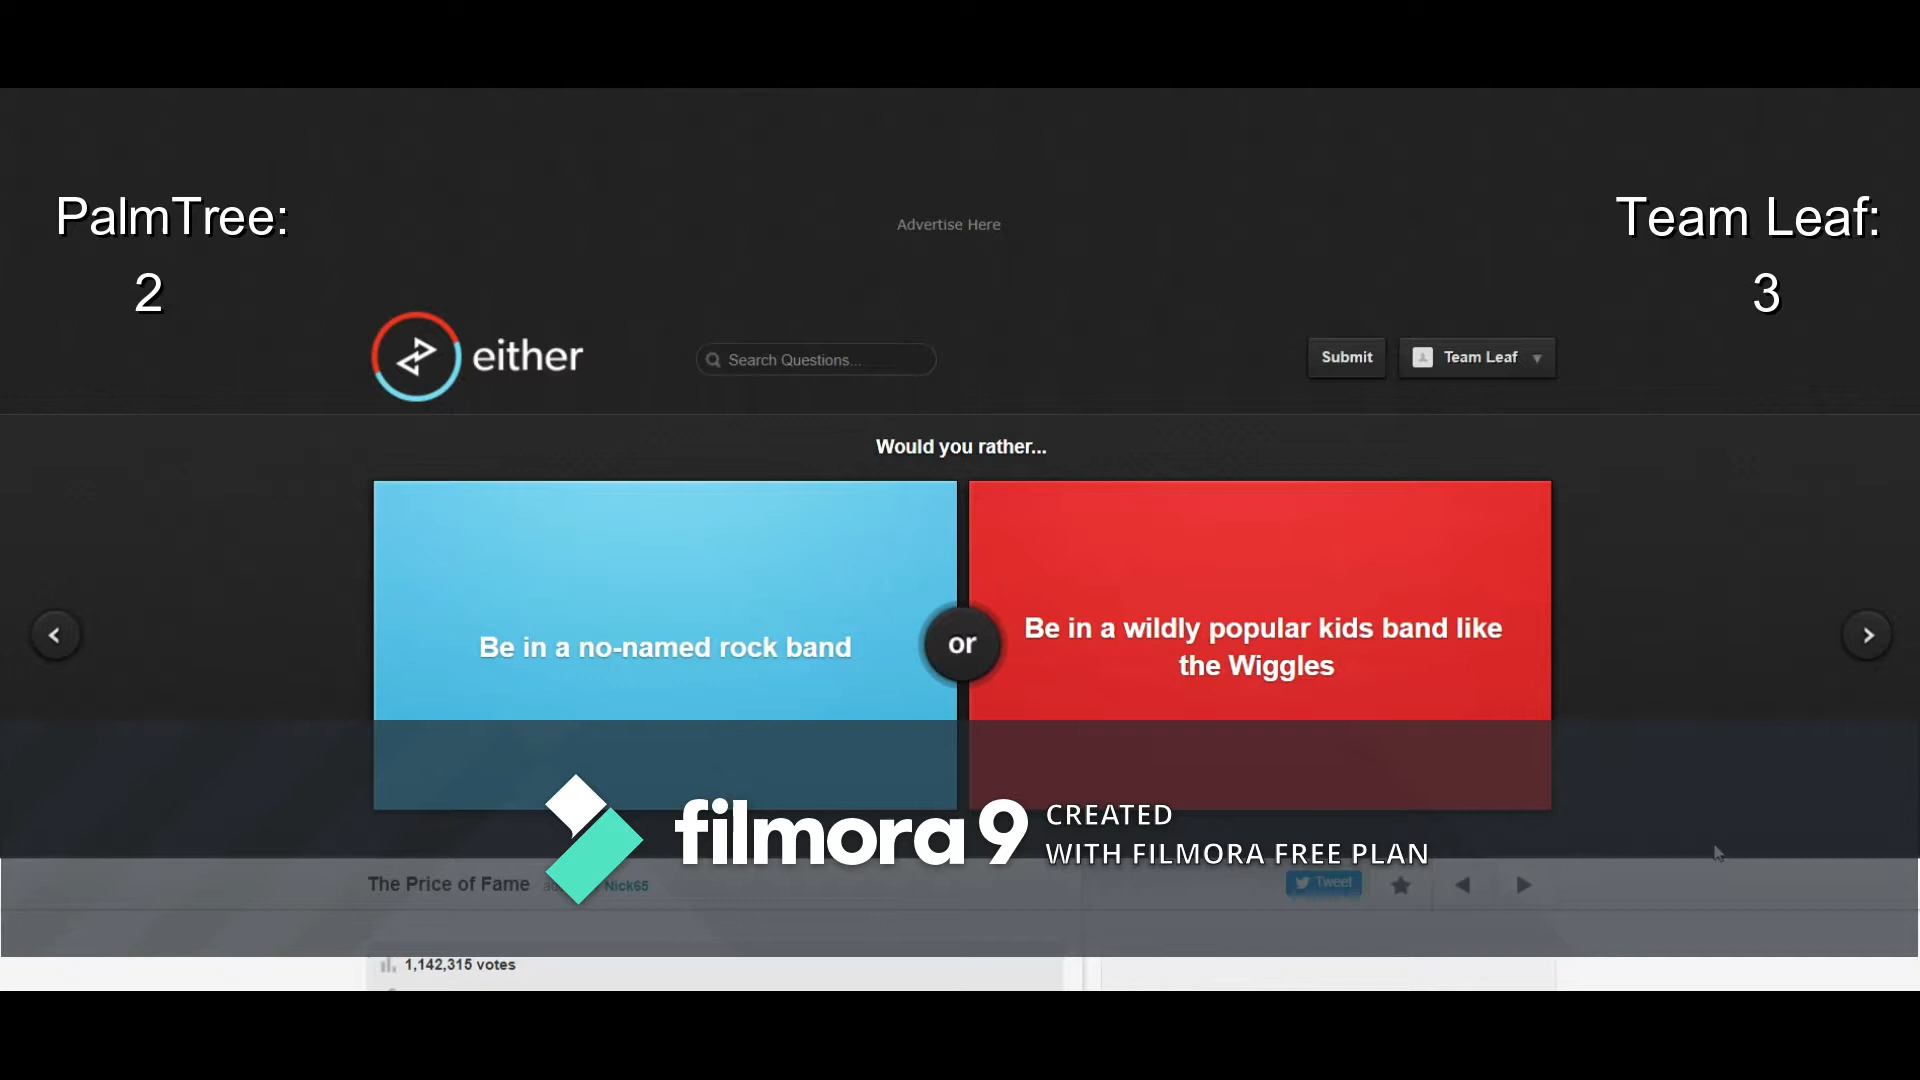 PalmTree:
2
Team Leaf:
3
Advertise Here
either
Search Questions...
Submit
Team Leaf
Would you rather...
Be in a no-named rock band
or
Be in a wildly popular kids band like
the Wiggles
filmora9
CREATED
WITH FILMORA FREE PLAN
The Price of Fame
Nick65
Tweet
1,142,315 votes